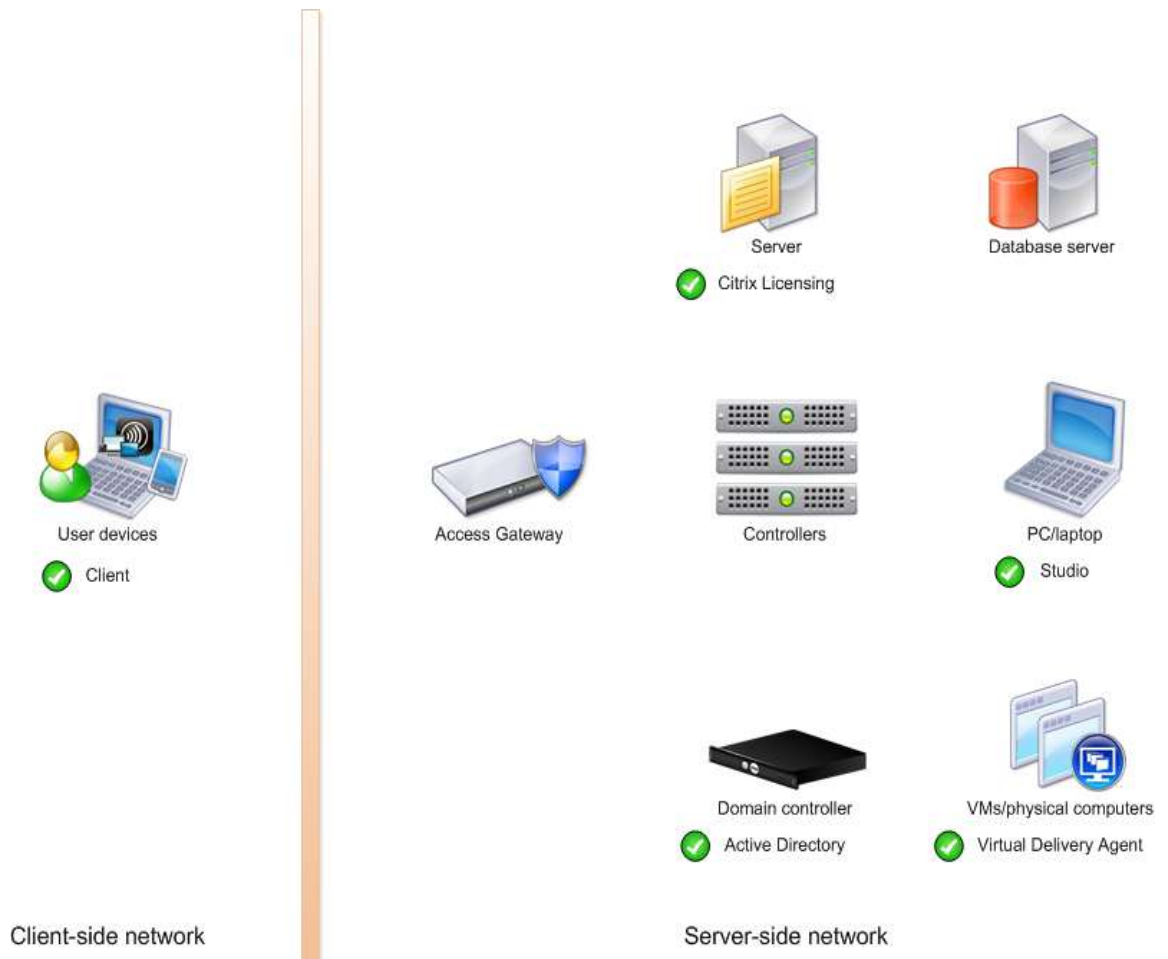 Server
Database server
Citrix Licensing
User devices
Access Gateway
Controllers
PC/laptop
Client
Studio
Domain controller
VMs/physical computers
Active Directory
Virtual Delivery Agent
Client-side network
Server-side network